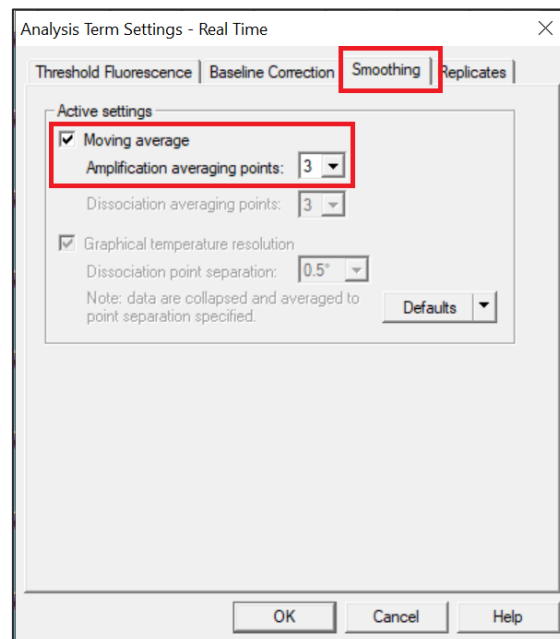 Analysis Term Settings - Real Time
Threshold Fluorescence Baseline Correction Smoothing Replicates
Active settings
Moving average
Amplification averaging points: 3
Dissociation averaging points: 3
Graphical temperature resolution
Dissociation point separation: 0.5°
Note: data are collapsed and averaged to
point separation specified.
Defaults
OK Cancel Help